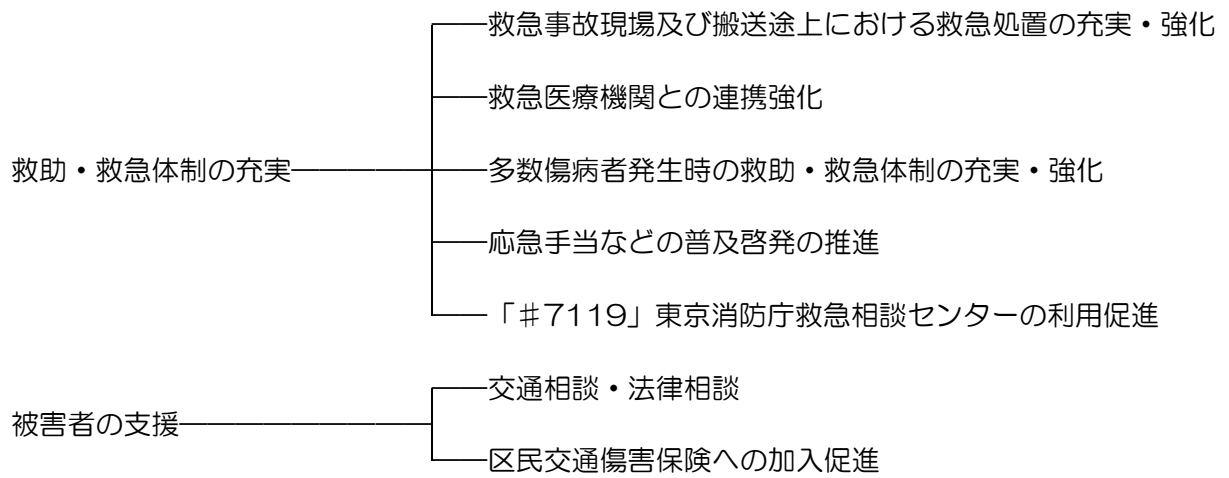 救急事故現場及び搬送途上における救急処置の充実・強化
救急医療機関との連携強化
救助・救急体制の充実
多数傷病者発生時の救助・救急体制の充実・強化
応急手当などの普及啓発の推進
「♯7119」東京消防庁救急相談センターの利用促進
交通相談・法律相談
被害者の支援
区民交通傷害保険への加入促進